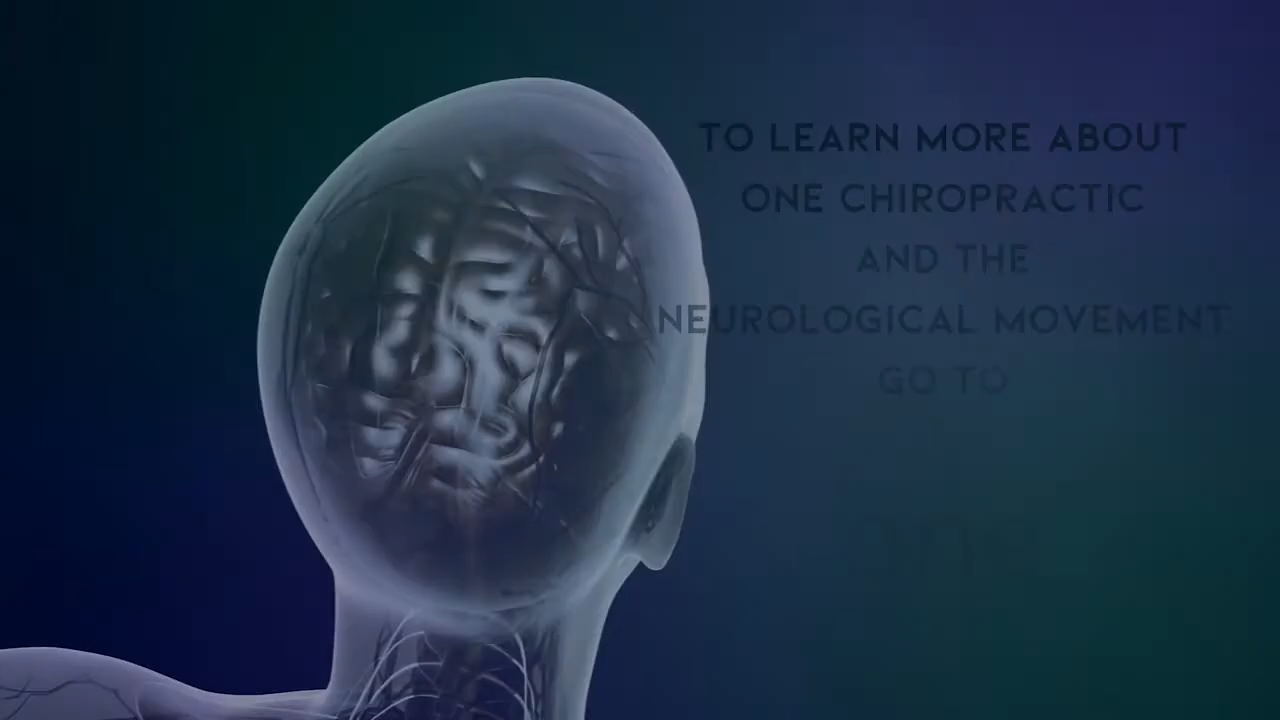 TO LEARN MORE ABOUT
ONE CHIROPRACTIC
AND THE
NEUROLOGICAL MOVEMENT
GO TO